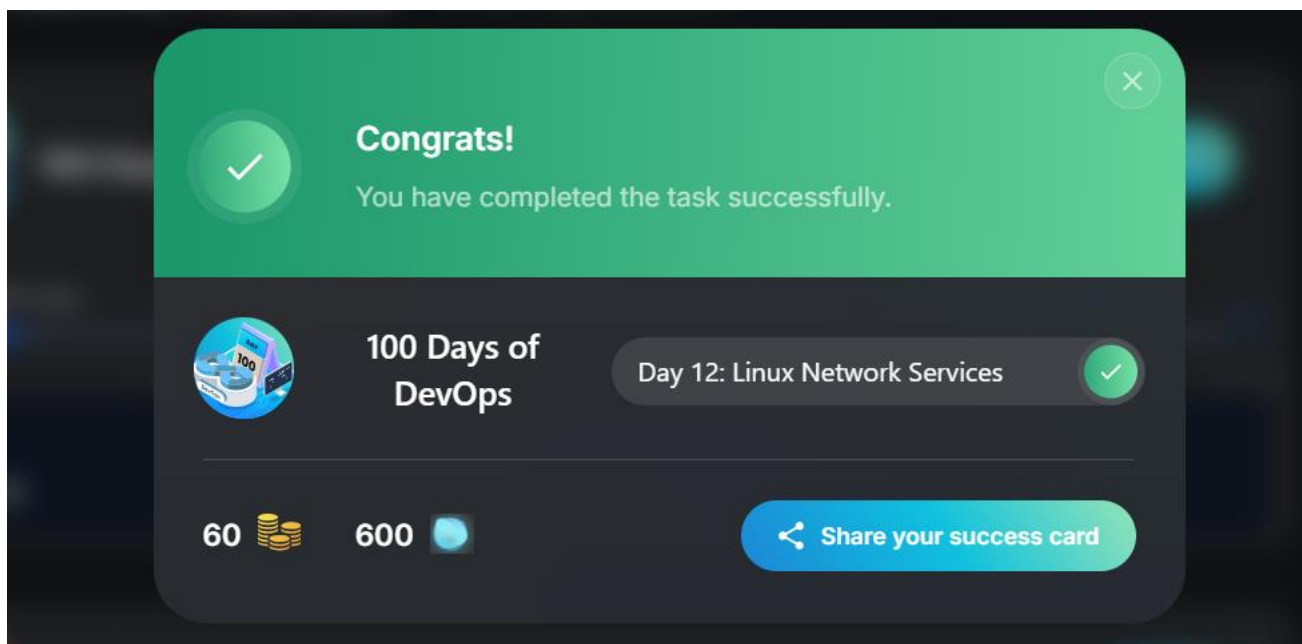 Congrats!
You have completed the task successfully.
100 Days of
DevOps
Day 12: Linux Network Services
60
600
Share your success card